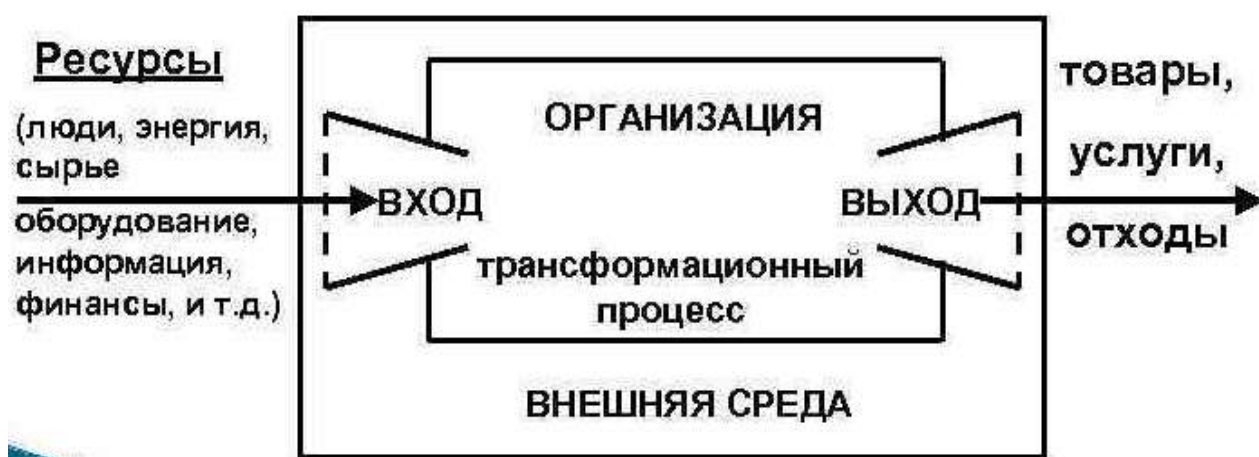 Ресурсы
(люди, энергия,
сырье
оборудование,
информация,
финансы, и т.д.)
ОРГАНИЗАЦИЯ
ВХОД
ВЫХОД
трансформационный
процесс
ВНЕШНЯЯ СРЕДА
товары,
услуги,
отходы